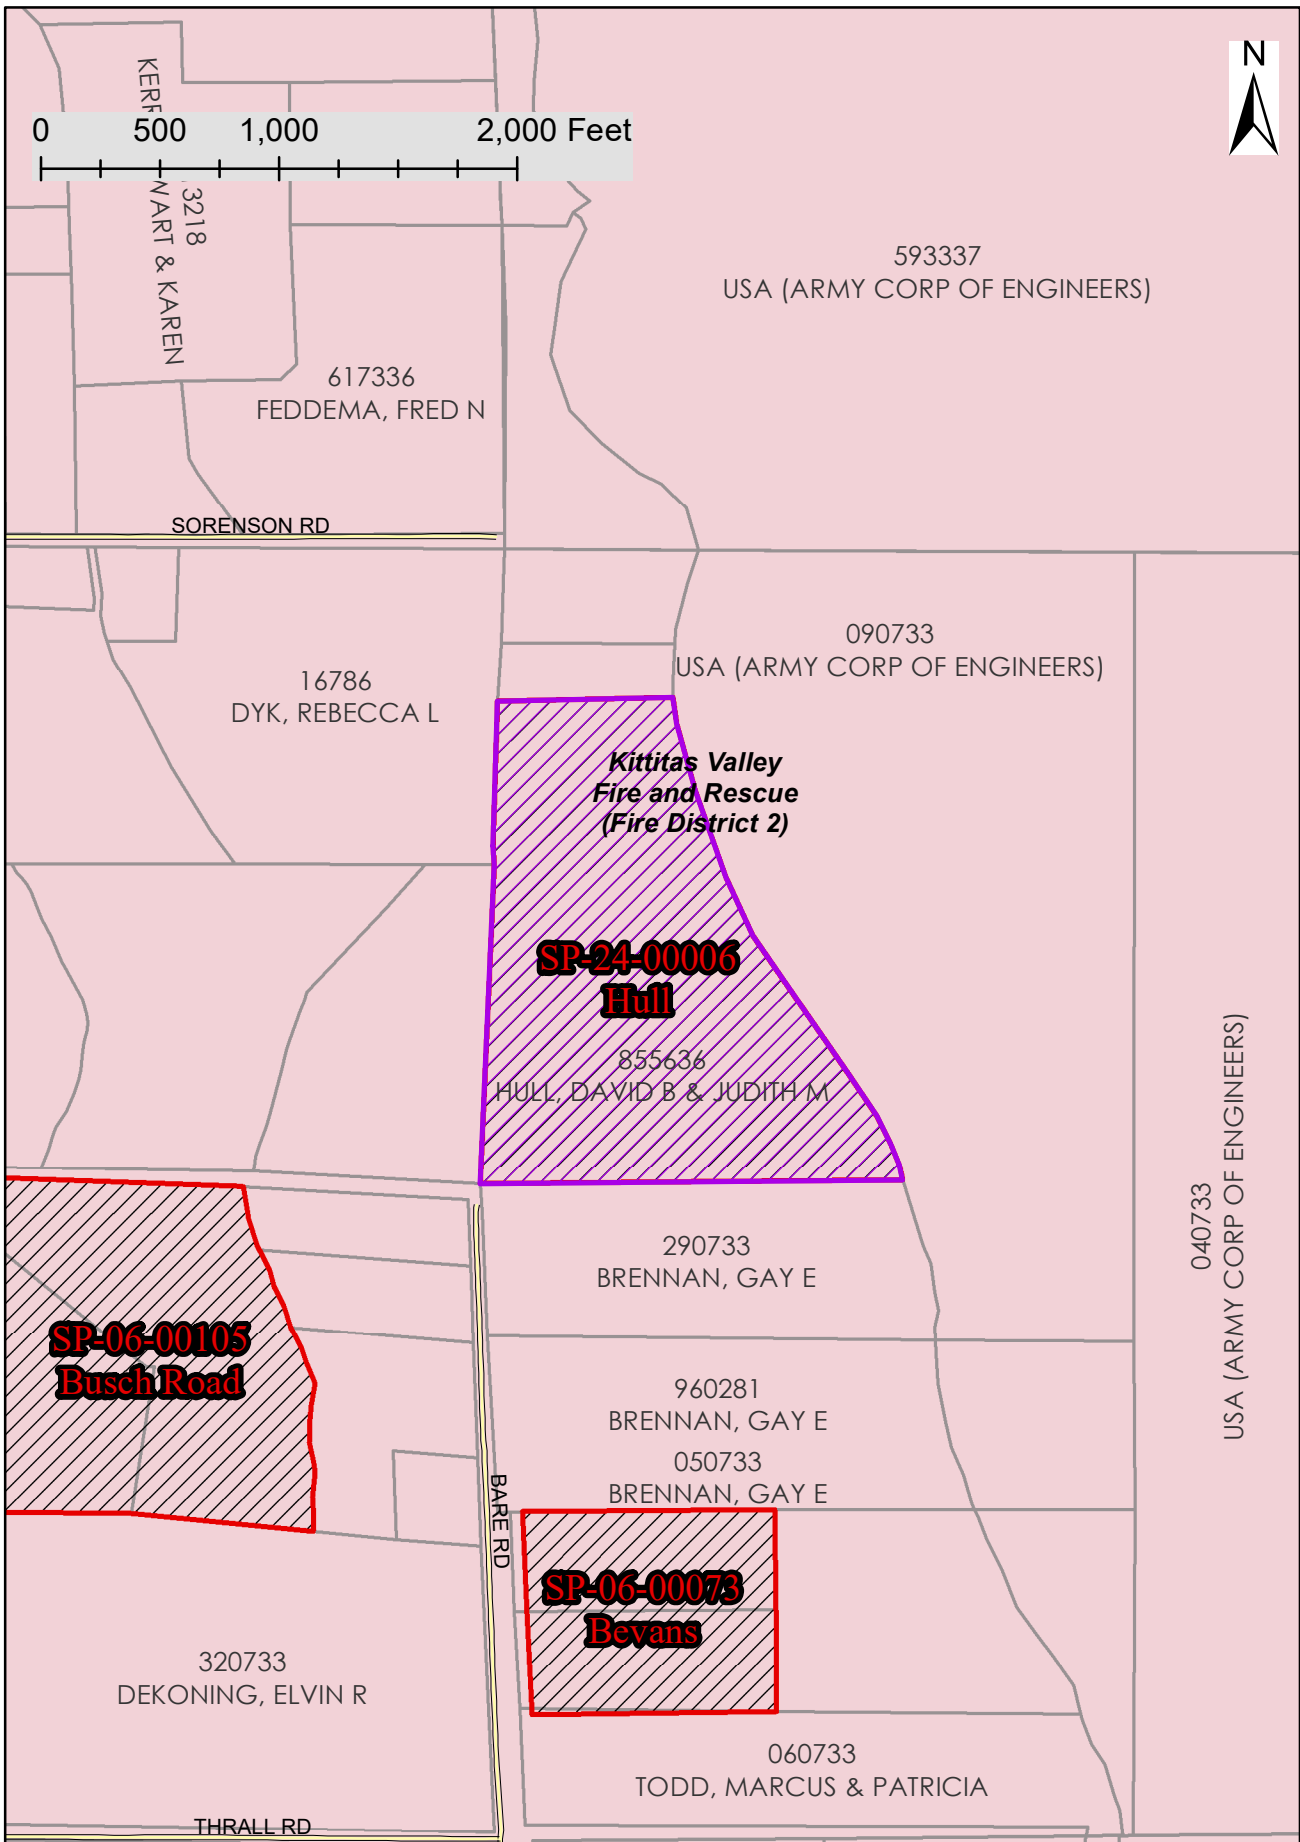 N
0 500 1,000 2,000 Feet
KERR
WART & KAREN
3218
593337
USA (ARMY CORP OF ENGINEERS)
617336
FEDDEMA, FRED N
SORENSON RD
090733
USA (ARMY CORP OF ENGINEERS)
16786
DYK, REBECCA L
Kittitas Valley
Fire and Rescue
(Fire District 2)
SP-24-00006
Hull
855636
HULL, DAVID B & JUDITH M
040733
USA (ARMY CORP OF ENGINEERS)
290733
BRENNAN, GAY E
SP-06-00105
Busch Road
960281
BRENNAN, GAY E
050733
BRENNAN, GAY E
BARE RD
SP-06-00073
Bevans
320733
DEKONING, ELVIN R
060733
TODD, MARCUS & PATRICIA
THRALL RD